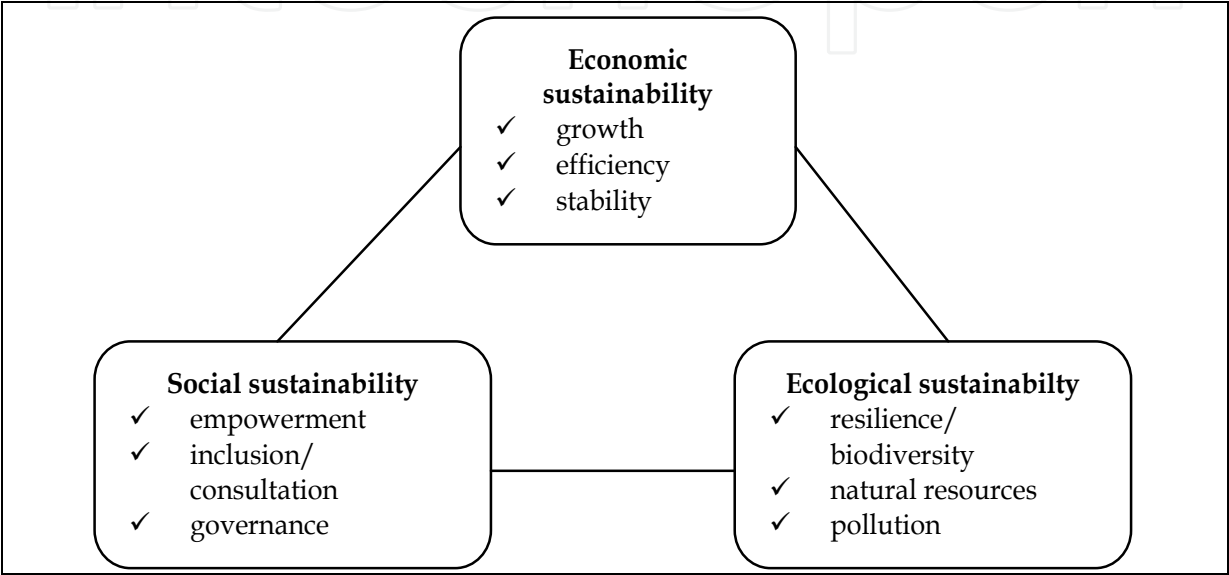 Economic
sustainability
✓ growth
✓ efficiency
✓ stability
Social sustainability
✓ empowerment
✓ inclusion/
consultation
✓ governance
Ecological sustainabilty
✓ resilience/
biodiversity
✓ natural resources
✓ pollution